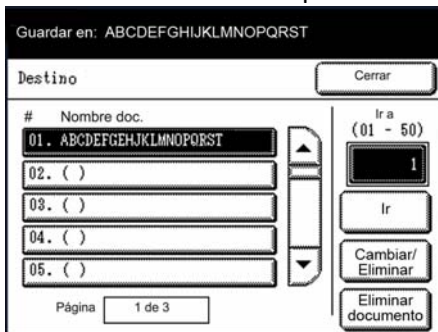 Guardar en: ABCDEFGHIJKLMNOPQRST
Destino
Cerrar
# Nombre doc.
01. ABCDEFGEHJKLMNOPQRST
02. ( )
03. ( )
04. ( )
05. ( )
Página 1 de 3
Ir a
(01 - 50)
1
Ir
Cambiar/
Eliminar
Eliminar
documento